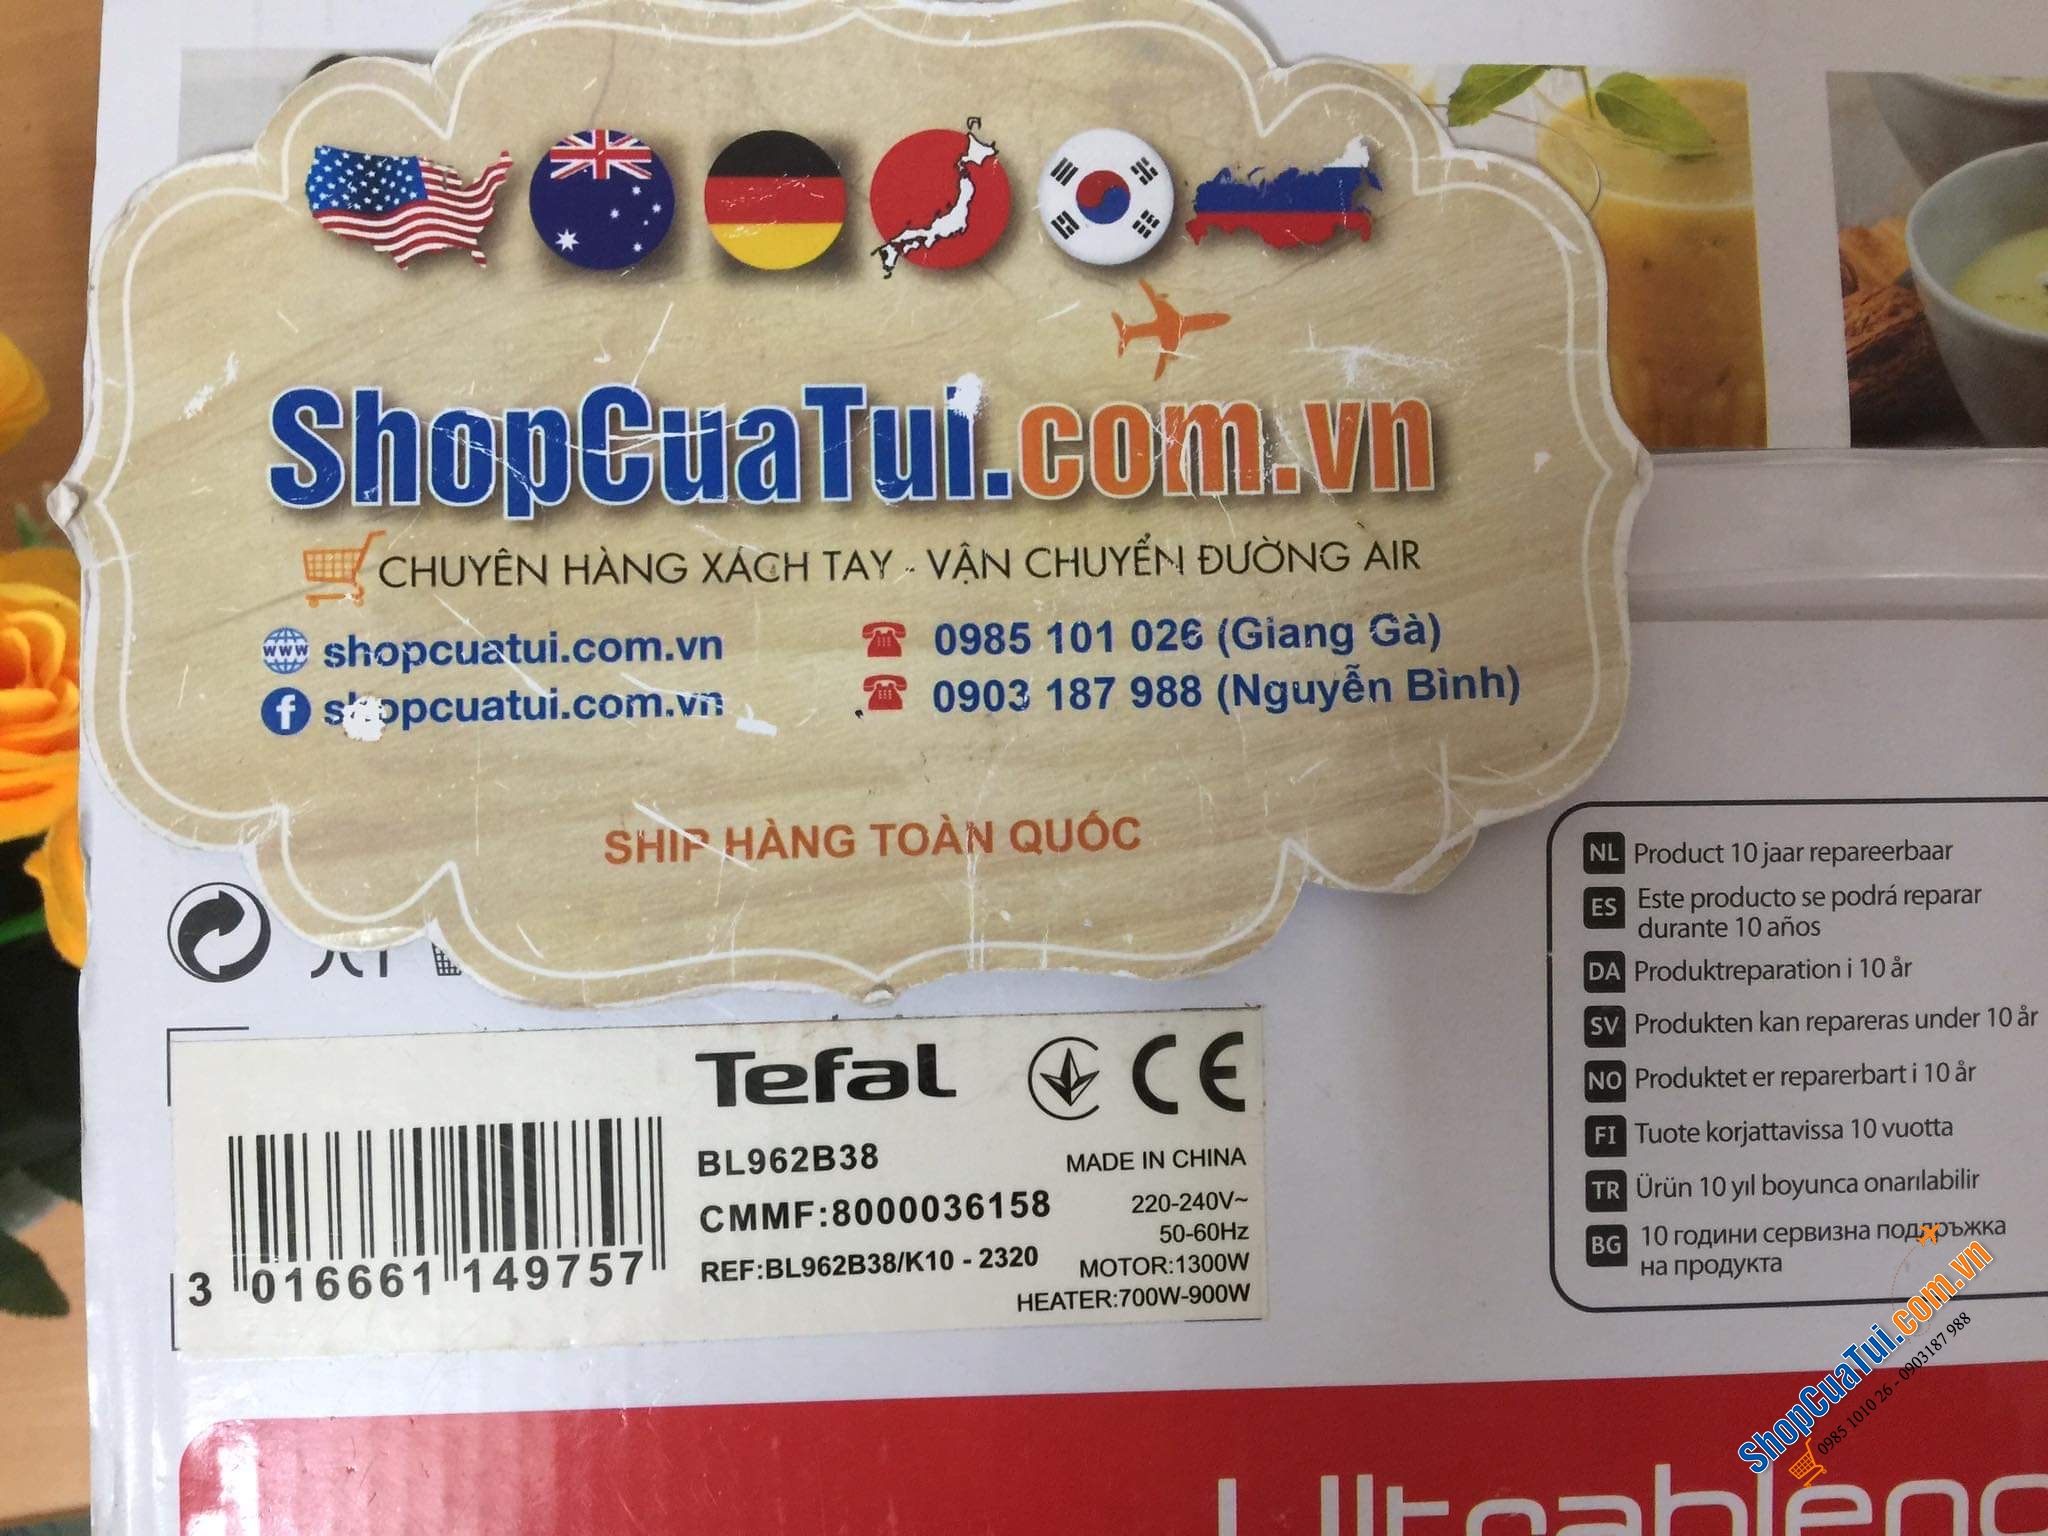 ShopCuaTui.com.vn
CHUYÊN HÀNG XÁCH TAY - VẬN CHUYỂN ĐƯỜNG AIR
www shopcuatui.com.vn
0985 101 026 (Giang Gà)
f shopcuatui.com.vn
0903 187 988 (Nguyễn Bình)
SHIP HÀNG TOÀN QUỐC
NL Product 10 jaar repareerbaar
ES Este producto se podrá reparar
durante 10 años
DA Produktreparation i 10 år
SV Produkten kan repareras under 10 år
NO Produktet er reparerbart i 10 år
FI Tuote korjattavissa 10 vuotta
TR Ürün 10 yıl boyunca onarılabilir
BG 10 години сервизна поддръжка
на продукта
Tefal CE
BL962B38
MADE IN CHINA
CMMF:8000036158
220-240V~
50-60Hz
REF:BL962B38/K10 - 2320
MOTOR:1300W
HEATER:700W-900W
3 016661 149757
ShopCuaTui.com.vn
0985 1010 26 - 0903187 988